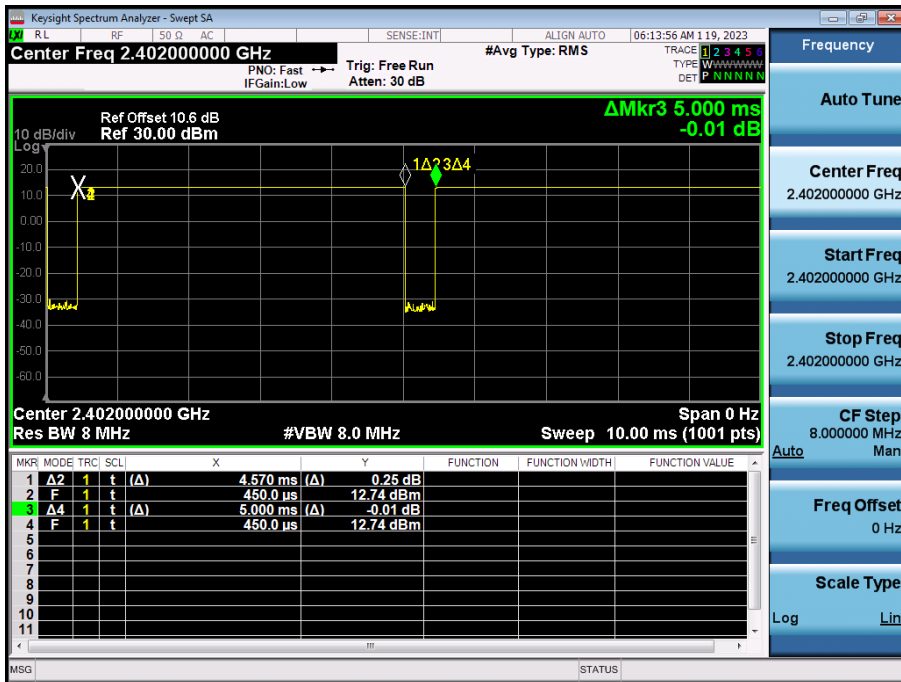 Keysight Spectrum Analyzer - Swept SA
LXI RL RF 50 Ω AC SENSE:INT ALIGN AUTO 06:13:56 AM 1 19, 2023
Center Freq 2.402000000 GHz
PNO: Fast
IFGain:Low
Trig: Free Run
Atten: 30 dB
#Avg Type: RMS
TRACE 1 2 3 4 5 6
TYPE WWWWWW
DET P N N N N N
ΔMkr3 5.000 ms
-0.01 dB
Ref Offset 10.6 dB
10 dB/div Ref 30.00 dBm
Log
1Δ2 3Δ4
20.0
10.0
0.00
-10.0
-20.0
-30.0
-40.0
-50.0
-60.0
Center 2.402000000 GHz Span 0 Hz
Res BW 8 MHz #VBW 8.0 MHz Sweep 10.00 ms (1001 pts)
MKR MODE TRC SCL X Y FUNCTION FUNCTION WIDTH FUNCTION VALUE
1 Δ2 1 t (Δ) 4.570 ms (Δ) 0.25 dB
2 F 1 t 450.0 µs 12.74 dBm
3 Δ4 1 t (Δ) 5.000 ms (Δ) -0.01 dB
4 F 1 t 450.0 µs 12.74 dBm
5
6
7
8
9
10
11
MSG STATUS
Frequency
Auto Tune
Center Freq
2.402000000 GHz
Start Freq
2.402000000 GHz
Stop Freq
2.402000000 GHz
CF Step
8.000000 MHz
Auto Man
Freq Offset
0 Hz
Scale Type
Log Lin